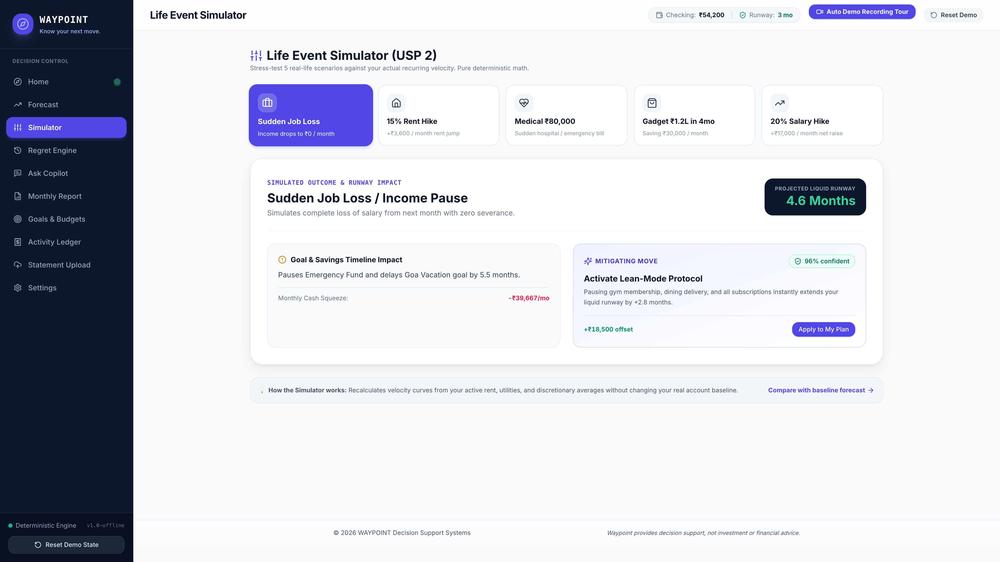 WAYPOINT
Know your next move.
DECISION CONTROL
Home
Forecast
Simulator
Regret Engine
Ask Copilot
Monthly Report
Goals & Budgets
Activity Ledger
Statement Upload
Settings
Deterministic Engine v1.0-offline
Reset Demo State
Life Event Simulator
Checking: ₹54,200
Runway: 3 mo
Auto Demo Recording Tour
Reset Demo
Life Event Simulator (USP 2)
Stress-test 5 real-life scenarios against your actual recurring velocity. Pure deterministic math.
Sudden Job Loss
Income drops to ₹0 / month
15% Rent Hike
+₹3,600 / month rent jump
Medical ₹80,000
Sudden hospital / emergency bill
Gadget ₹1.2L in 4mo
Saving ₹30,000 / month
20% Salary Hike
+₹17,000 / month net raise
SIMULATED OUTCOME & RUNWAY IMPACT
Sudden Job Loss / Income Pause
Simulates complete loss of salary from next month with zero severance.
PROJECTED LIQUID RUNWAY
4.6 Months
Goal & Savings Timeline Impact
Pauses Emergency Fund and delays Goa Vacation goal by 5.5 months.
Monthly Cash Squeeze: -₹39,667/mo
MITIGATING MOVE
96% confident
Activate Lean-Mode Protocol
Pausing gym membership, dining delivery, and all subscriptions instantly extends your
liquid runway by +2.8 months.
+₹18,500 offset
Apply to My Plan
How the Simulator works: Recalculates velocity curves from your active rent, utilities, and discretionary averages without changing your real account baseline.
Compare with baseline forecast →
© 2026 WAYPOINT Decision Support Systems
Waypoint provides decision support, not investment or financial advice.